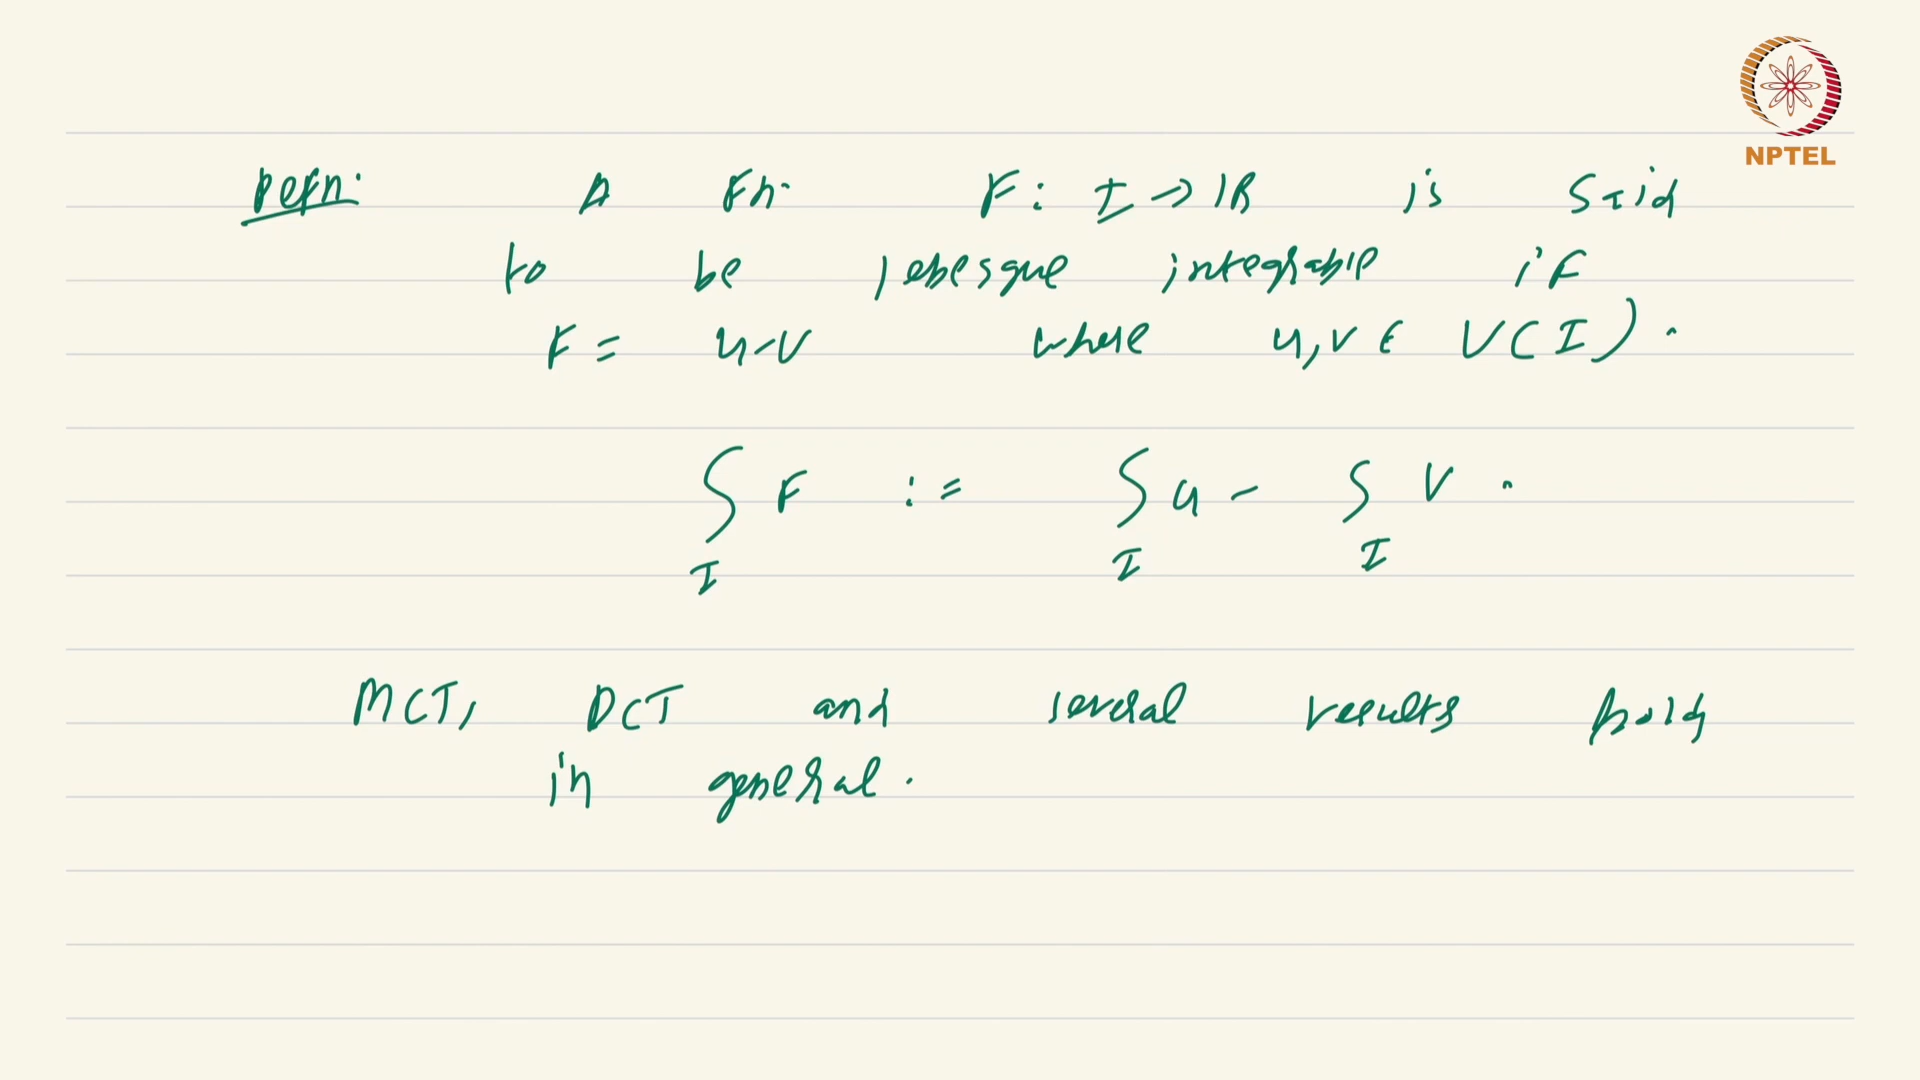 NPTEL
Defn: A Fn. F: I → ℝ is said
to be lebesgue integrable if
F = u - v where u, v ∈ U(I).
∫_I F := ∫_I u - ∫_I v.
MCT, DCT and several results hold
in general.